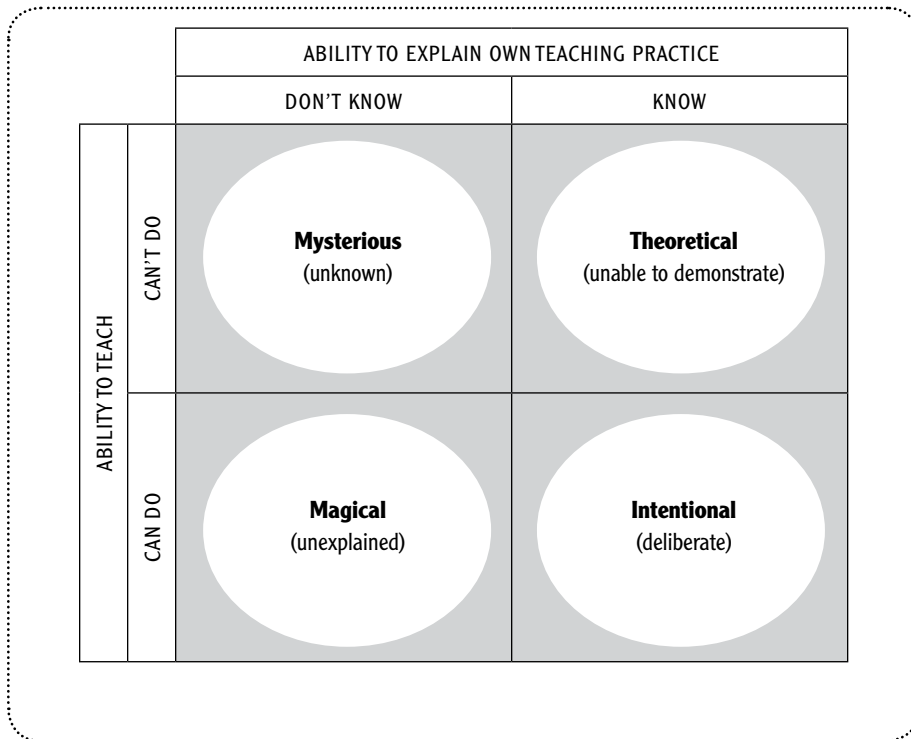 ABILITY TO EXPLAIN OWN TEACHING PRACTICE
DON'T KNOW
KNOW
ABILITY TO TEACH
CAN'T DO
Mysterious
(unknown)
Theoretical
(unable to demonstrate)
CAN DO
Magical
(unexplained)
Intentional
(deliberate)